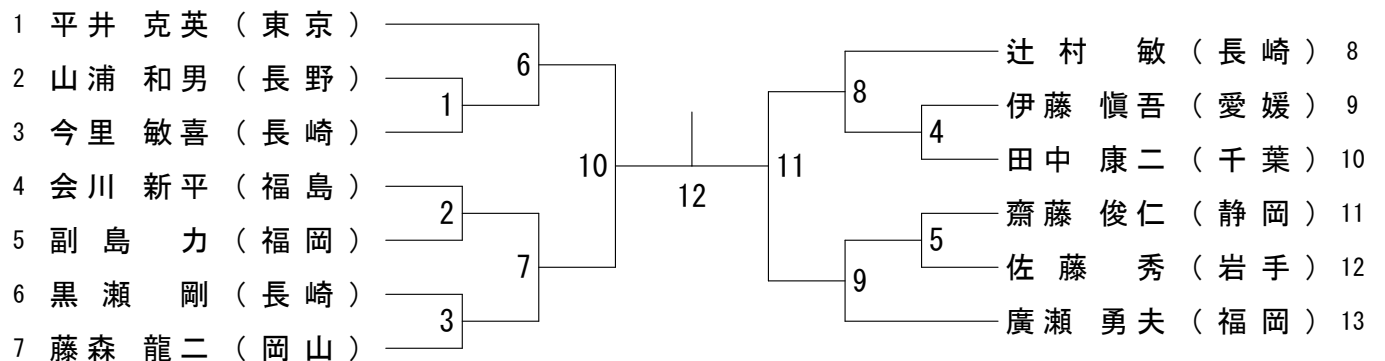 1 平井 克英 (東京)
2 山浦 和男 (長野)
3 今里 敏喜 (長崎)
4 会川 新平 (福島)
5 副島 力 (福岡)
6 黒瀬 剛 (長崎)
7 藤森 龍二 (岡山)
6
1
2
7
3
10
12
11
8
4
5
9
辻村 敏 (長崎) 8
伊藤 愼吾 (愛媛) 9
田中 康二 (千葉) 10
齋藤 俊仁 (静岡) 11
佐藤 秀 (岩手) 12
廣瀬 勇夫 (福岡) 13